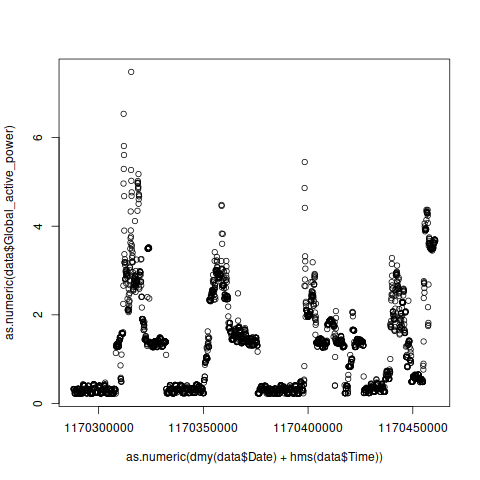 as.numeric(data$Global_active_power)
6
4
2
0
1170300000 1170350000 1170400000 1170450000
as.numeric(dmy(data$Date) + hms(data$Time))